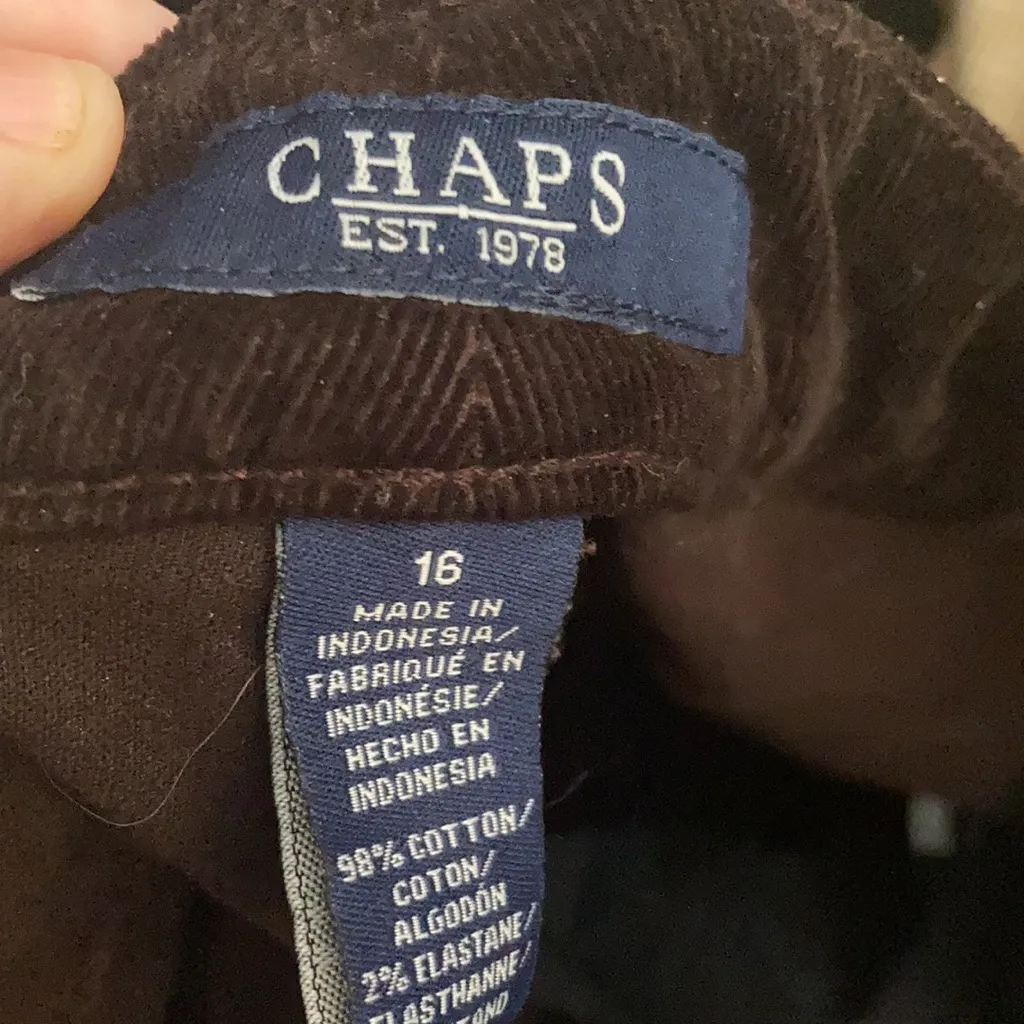 CHAPS
EST. 1978
16
MADE IN
INDONESIA/
FABRIQUÉ EN
INDONÉSIE/
HECHO EN
INDONESIA
98% COTTON/
COTON/
ALGODÓN
2% ELASTANE/
ELASTHANNE/